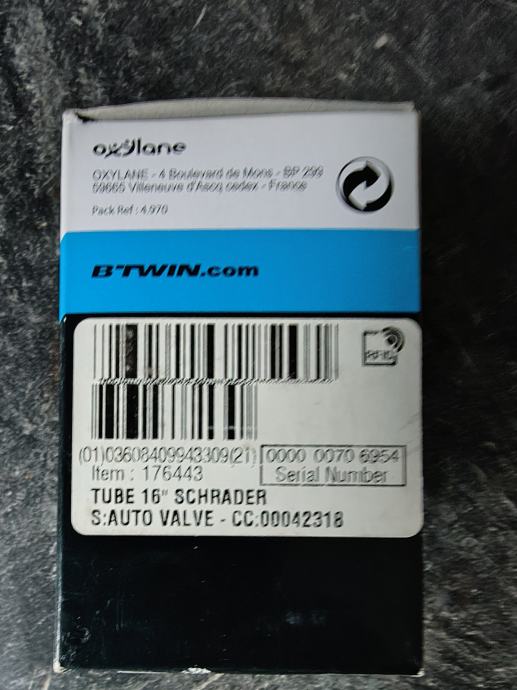 oxylane
OXYLANE - 4 Boulevard de Mons - BP 299
59665 Villeneuve d'Ascq cedex - France
Pack Ref : 4.970
B'TWIN.com
RFID
(01)03608409943309(21)
0000 0070 6954
Item : 176443
Serial Number
TUBE 16" SCHRADER
S:AUTO VALVE - CC:00042318